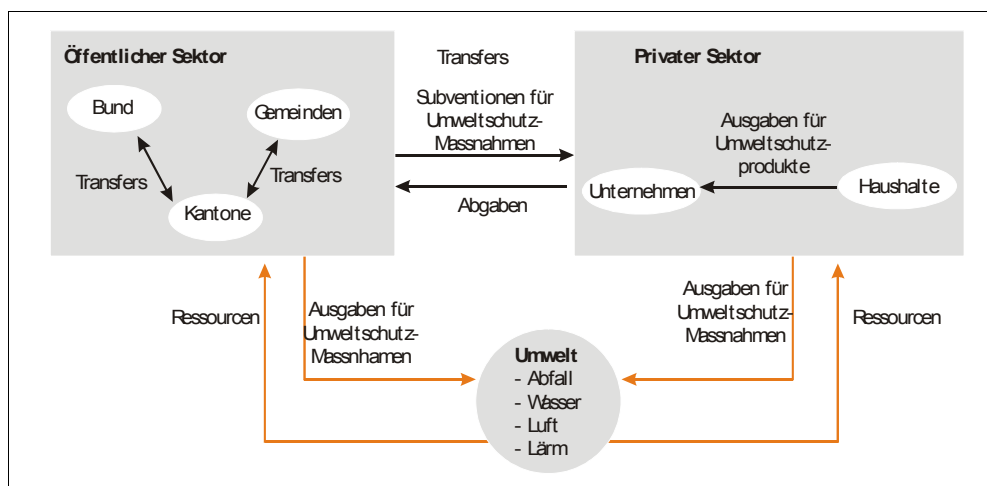 Öffentlicher Sektor
Bund
Gemeinden
Transfers
Transfers
Kantone
Transfers
Subventionen für
Umweltschutz-
Massnahmen
Abgaben
Privater Sektor
Ausgaben für
Umweltschutz-
produkte
Unternehmen
Haushalte
Ressourcen
Ausgaben für
Umweltschutz-
Massnhamen
Umwelt
- Abfall
- Wasser
- Luft
- Lärm
Ausgaben für
Umweltschutz-
Massnahmen
Ressourcen